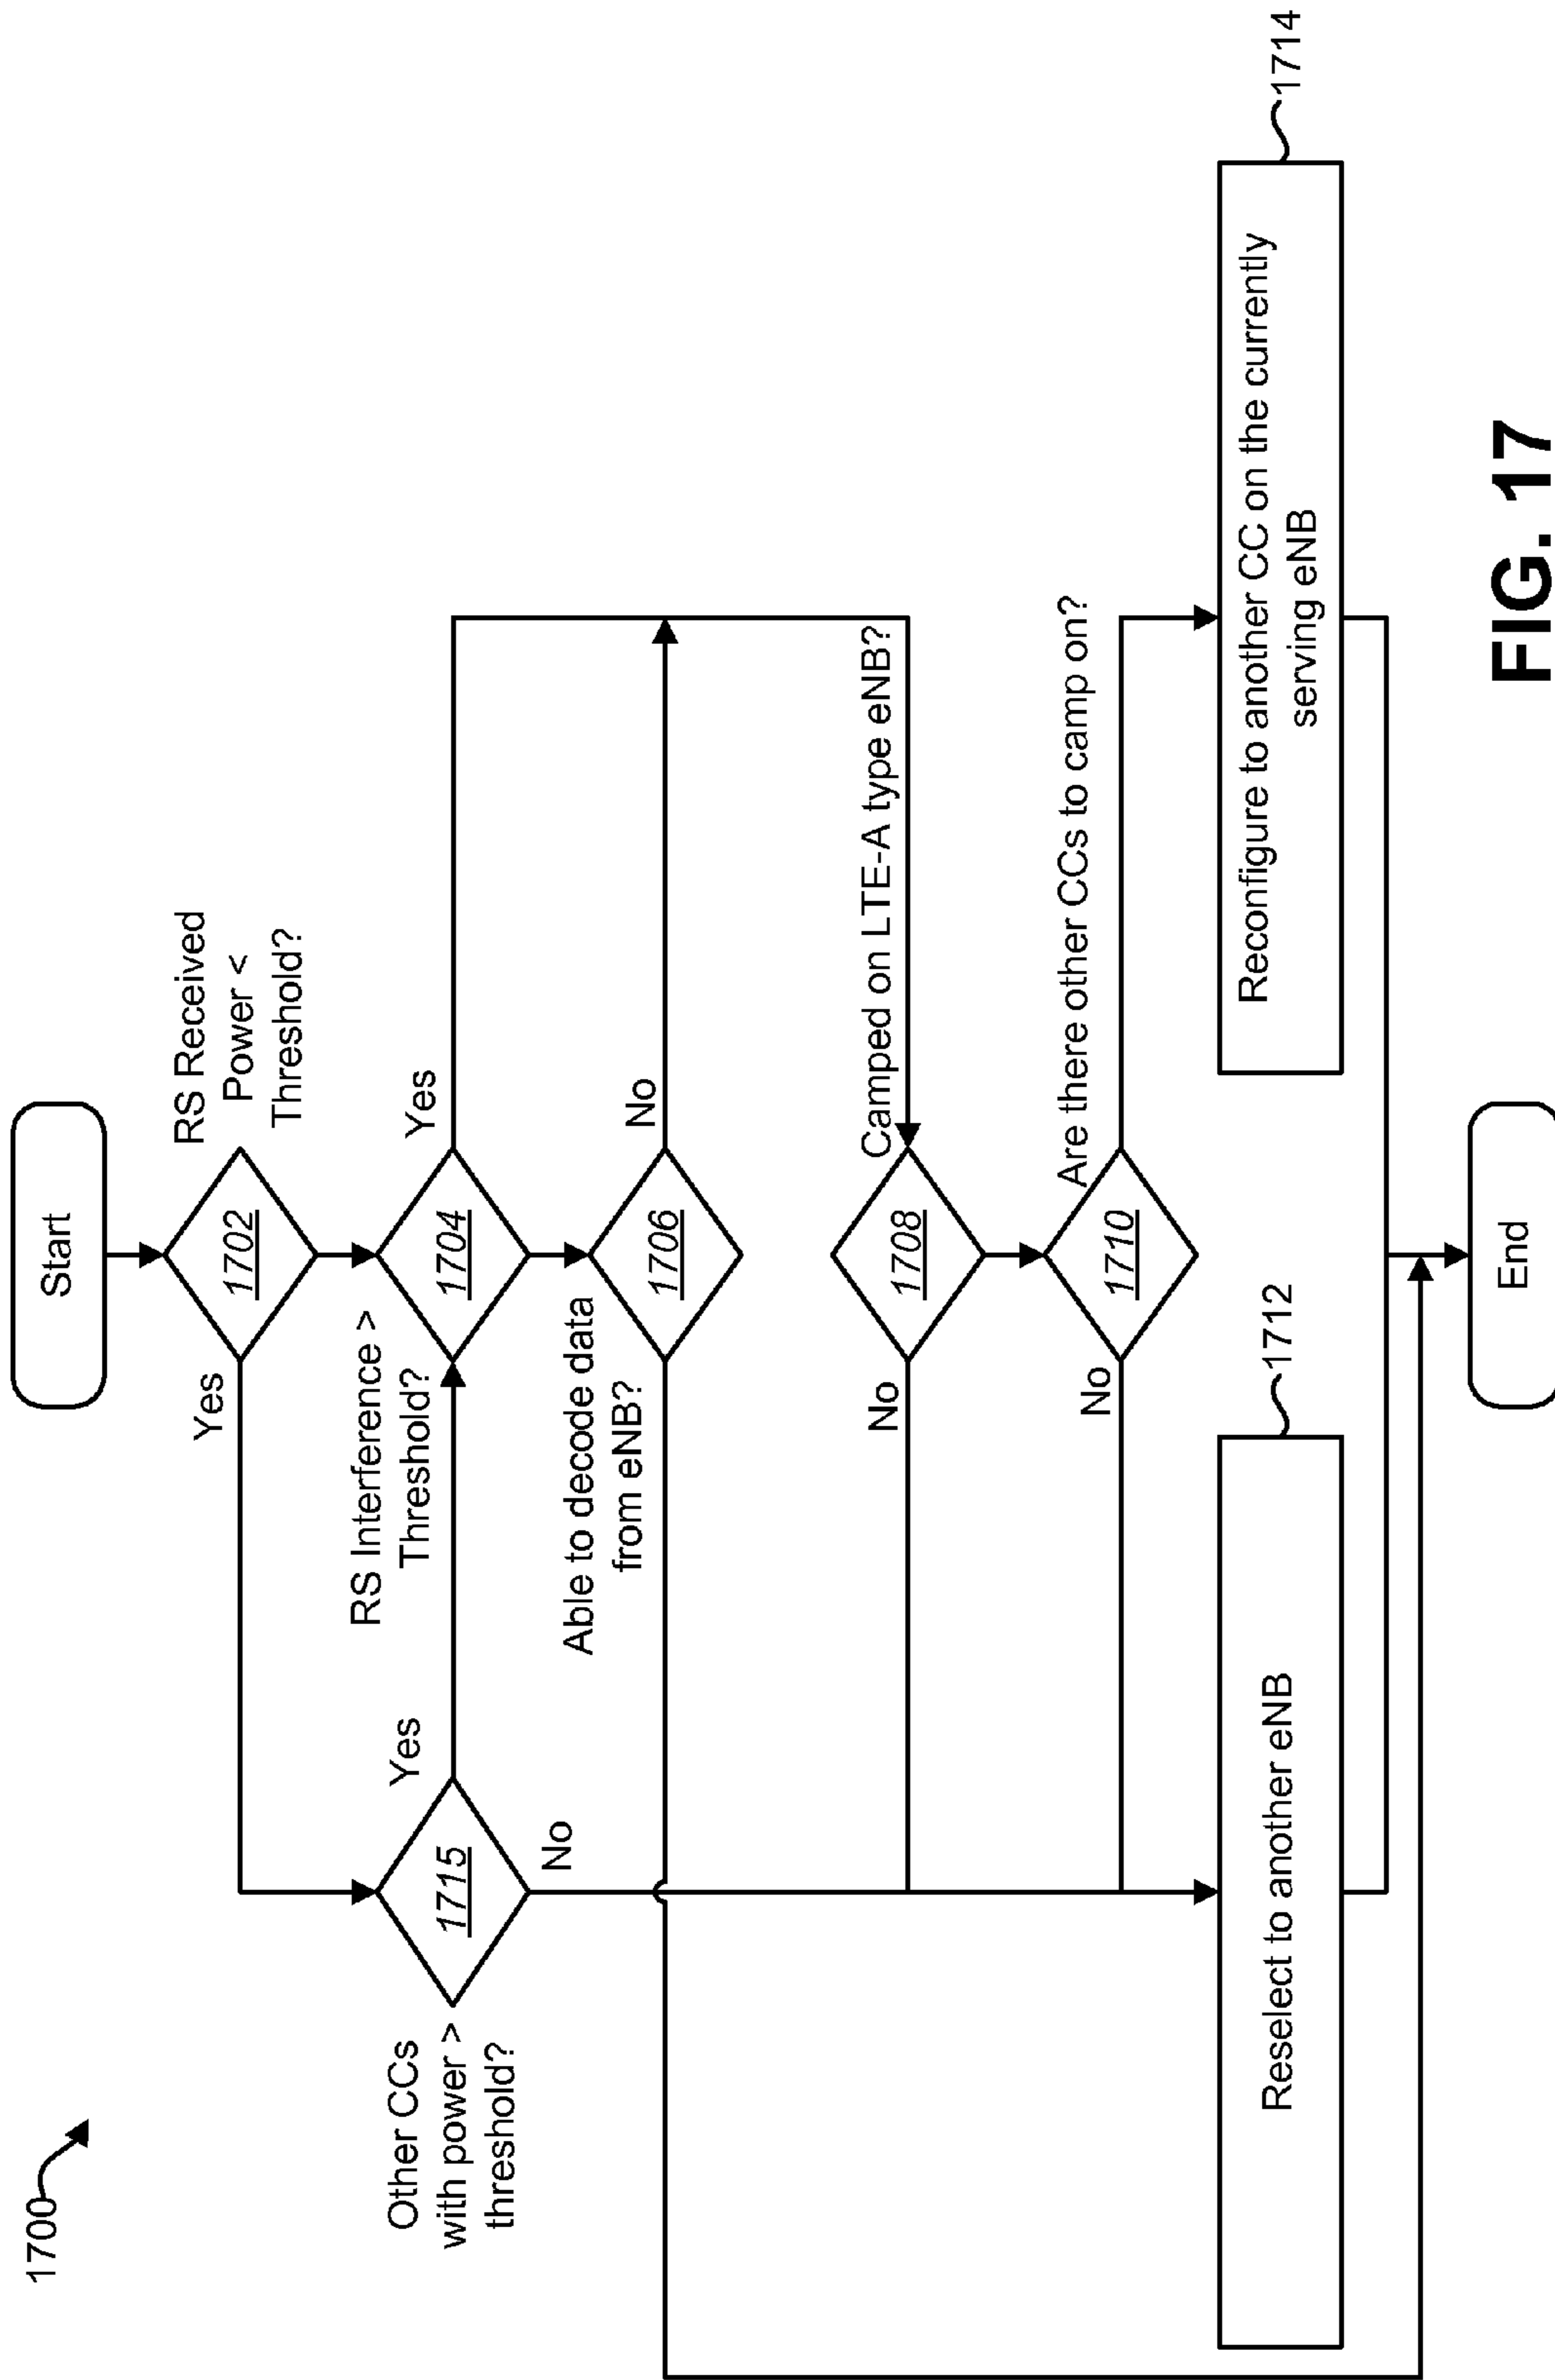 1700
Start
RS Received
Power <
Threshold?
1702
Yes
Other CCs
with power >
threshold?
1715
Yes
No
RS Interference >
Threshold?
1704
Yes
Able to decode data
from eNB?
1706
No
Camped on LTE-A type eNB?
1708
No
Are there other CCs to camp on?
1710
No
1712
Reselect to another eNB
1714
Reconfigure to another CC on the currently
serving eNB
End
FIG. 17